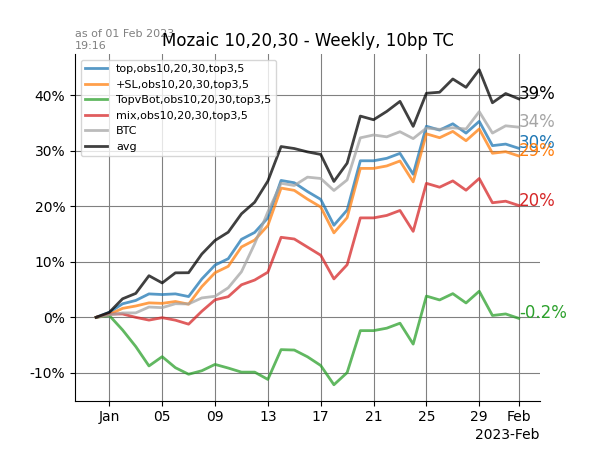 as of 01 Feb 2023
19:16
Mozaic 10,20,30 - Weekly, 10bp TC
top,obs10,20,30,top3,5
+SL,obs10,20,30,top3,5
TopvBot,obs10,20,30,top3,5
mix,obs10,20,30,top3,5
BTC
avg
40%
30%
20%
10%
0%
-10%
39%
34%
30%
29%
20%
-0.2%
Jan 05 09 13 17 21 25 29 Feb
2023-Feb